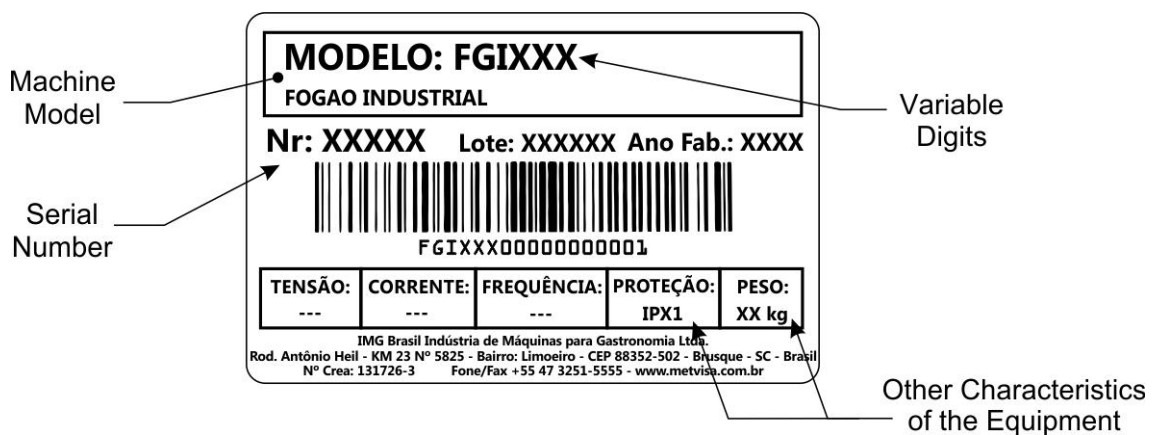 Machine
Model
MODELO: FGIXXX
FOGAO INDUSTRIAL
Variable
Digits
Nr: XXXXX Lote: XXXXXX Ano Fab.: XXXX
Serial
Number
FGIXXX00000000001
TENSÃO: CORRENTE: FREQUÊNCIA: PROTEÇÃO: PESO:
--- --- --- IPX1 XX kg
IMG Brasil Indústria de Máquinas para Gastronomia Ltda.
Rod. Antônio Heil - KM 23 Nº 5825 - Bairro: Limoeiro - CEP 88352-502 - Brusque - SC - Brasil
Nº Crea: 131726-3 Fone/Fax +55 47 3251-5555 - www.metvisa.com.br
Other Characteristics
of the Equipment